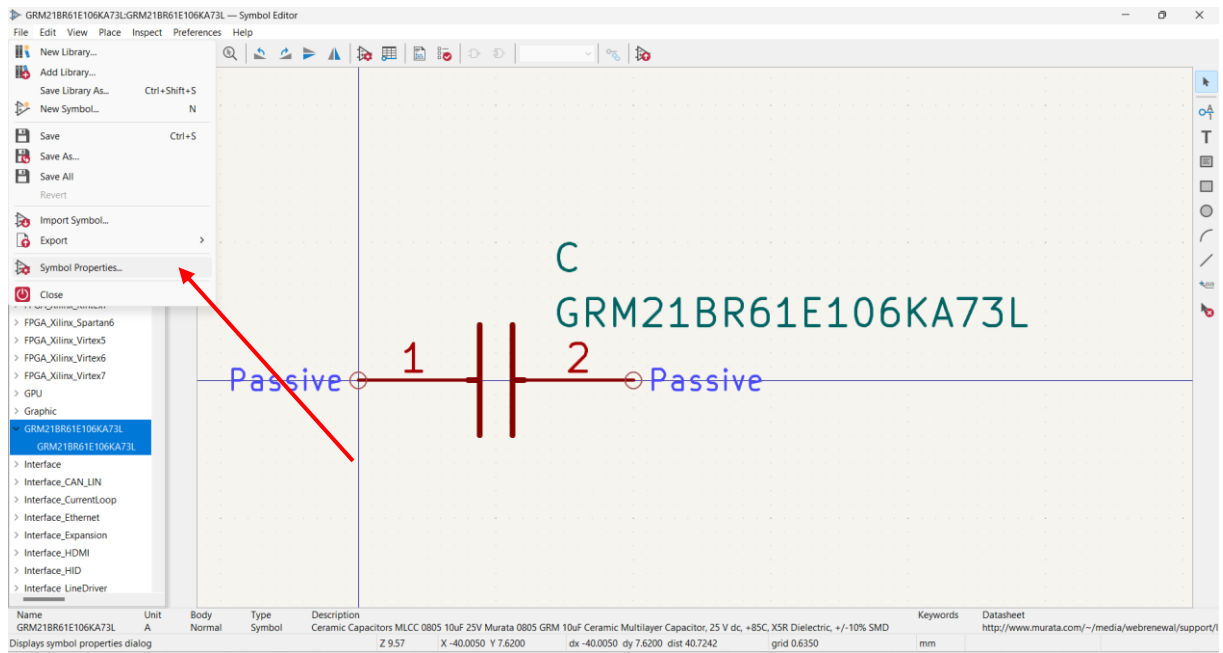 GRM21BR61E106KA73L:GRM21BR61E106KA73L — Symbol Editor
File Edit View Place Inspect Preferences Help
New Library...
Add Library...
Save Library As... Ctrl+Shift+S
New Symbol... N
Save Ctrl+S
Save As...
Save All
Revert
Import Symbol...
Export
Symbol Properties...
Close
> FPGA_Xilinx_Spartan6
> FPGA_Xilinx_Virtex5
> FPGA_Xilinx_Virtex6
> FPGA_Xilinx_Virtex7
> GPU
> Graphic
GRM21BR61E106KA73L
GRM21BR61E106KA73L
> Interface
> Interface_CAN_LIN
> Interface_CurrentLoop
> Interface_Ethernet
> Interface_Expansion
> Interface_HDMI
> Interface_HID
> Interface_LineDriver
C
GRM21BR61E106KA73L
1 2
Passive Passive
A
1
T
Name Unit Body Type Description Keywords Datasheet
GRM21BR61E106KA73L A Normal Symbol Ceramic Capacitors MLCC 0805 10uF 25V Murata 0805 GRM 10uF Ceramic Multilayer Capacitor, 25 V dc, +85C, X5R Dielectric, +/-10% SMD http://www.murata.com/~/media/webrenewal/support/l
Displays symbol properties dialog Z 9.57 X -40.0050 Y 7.6200 dx -40.0050 dy 7.6200 dist 40.7242 grid 0.6350 mm